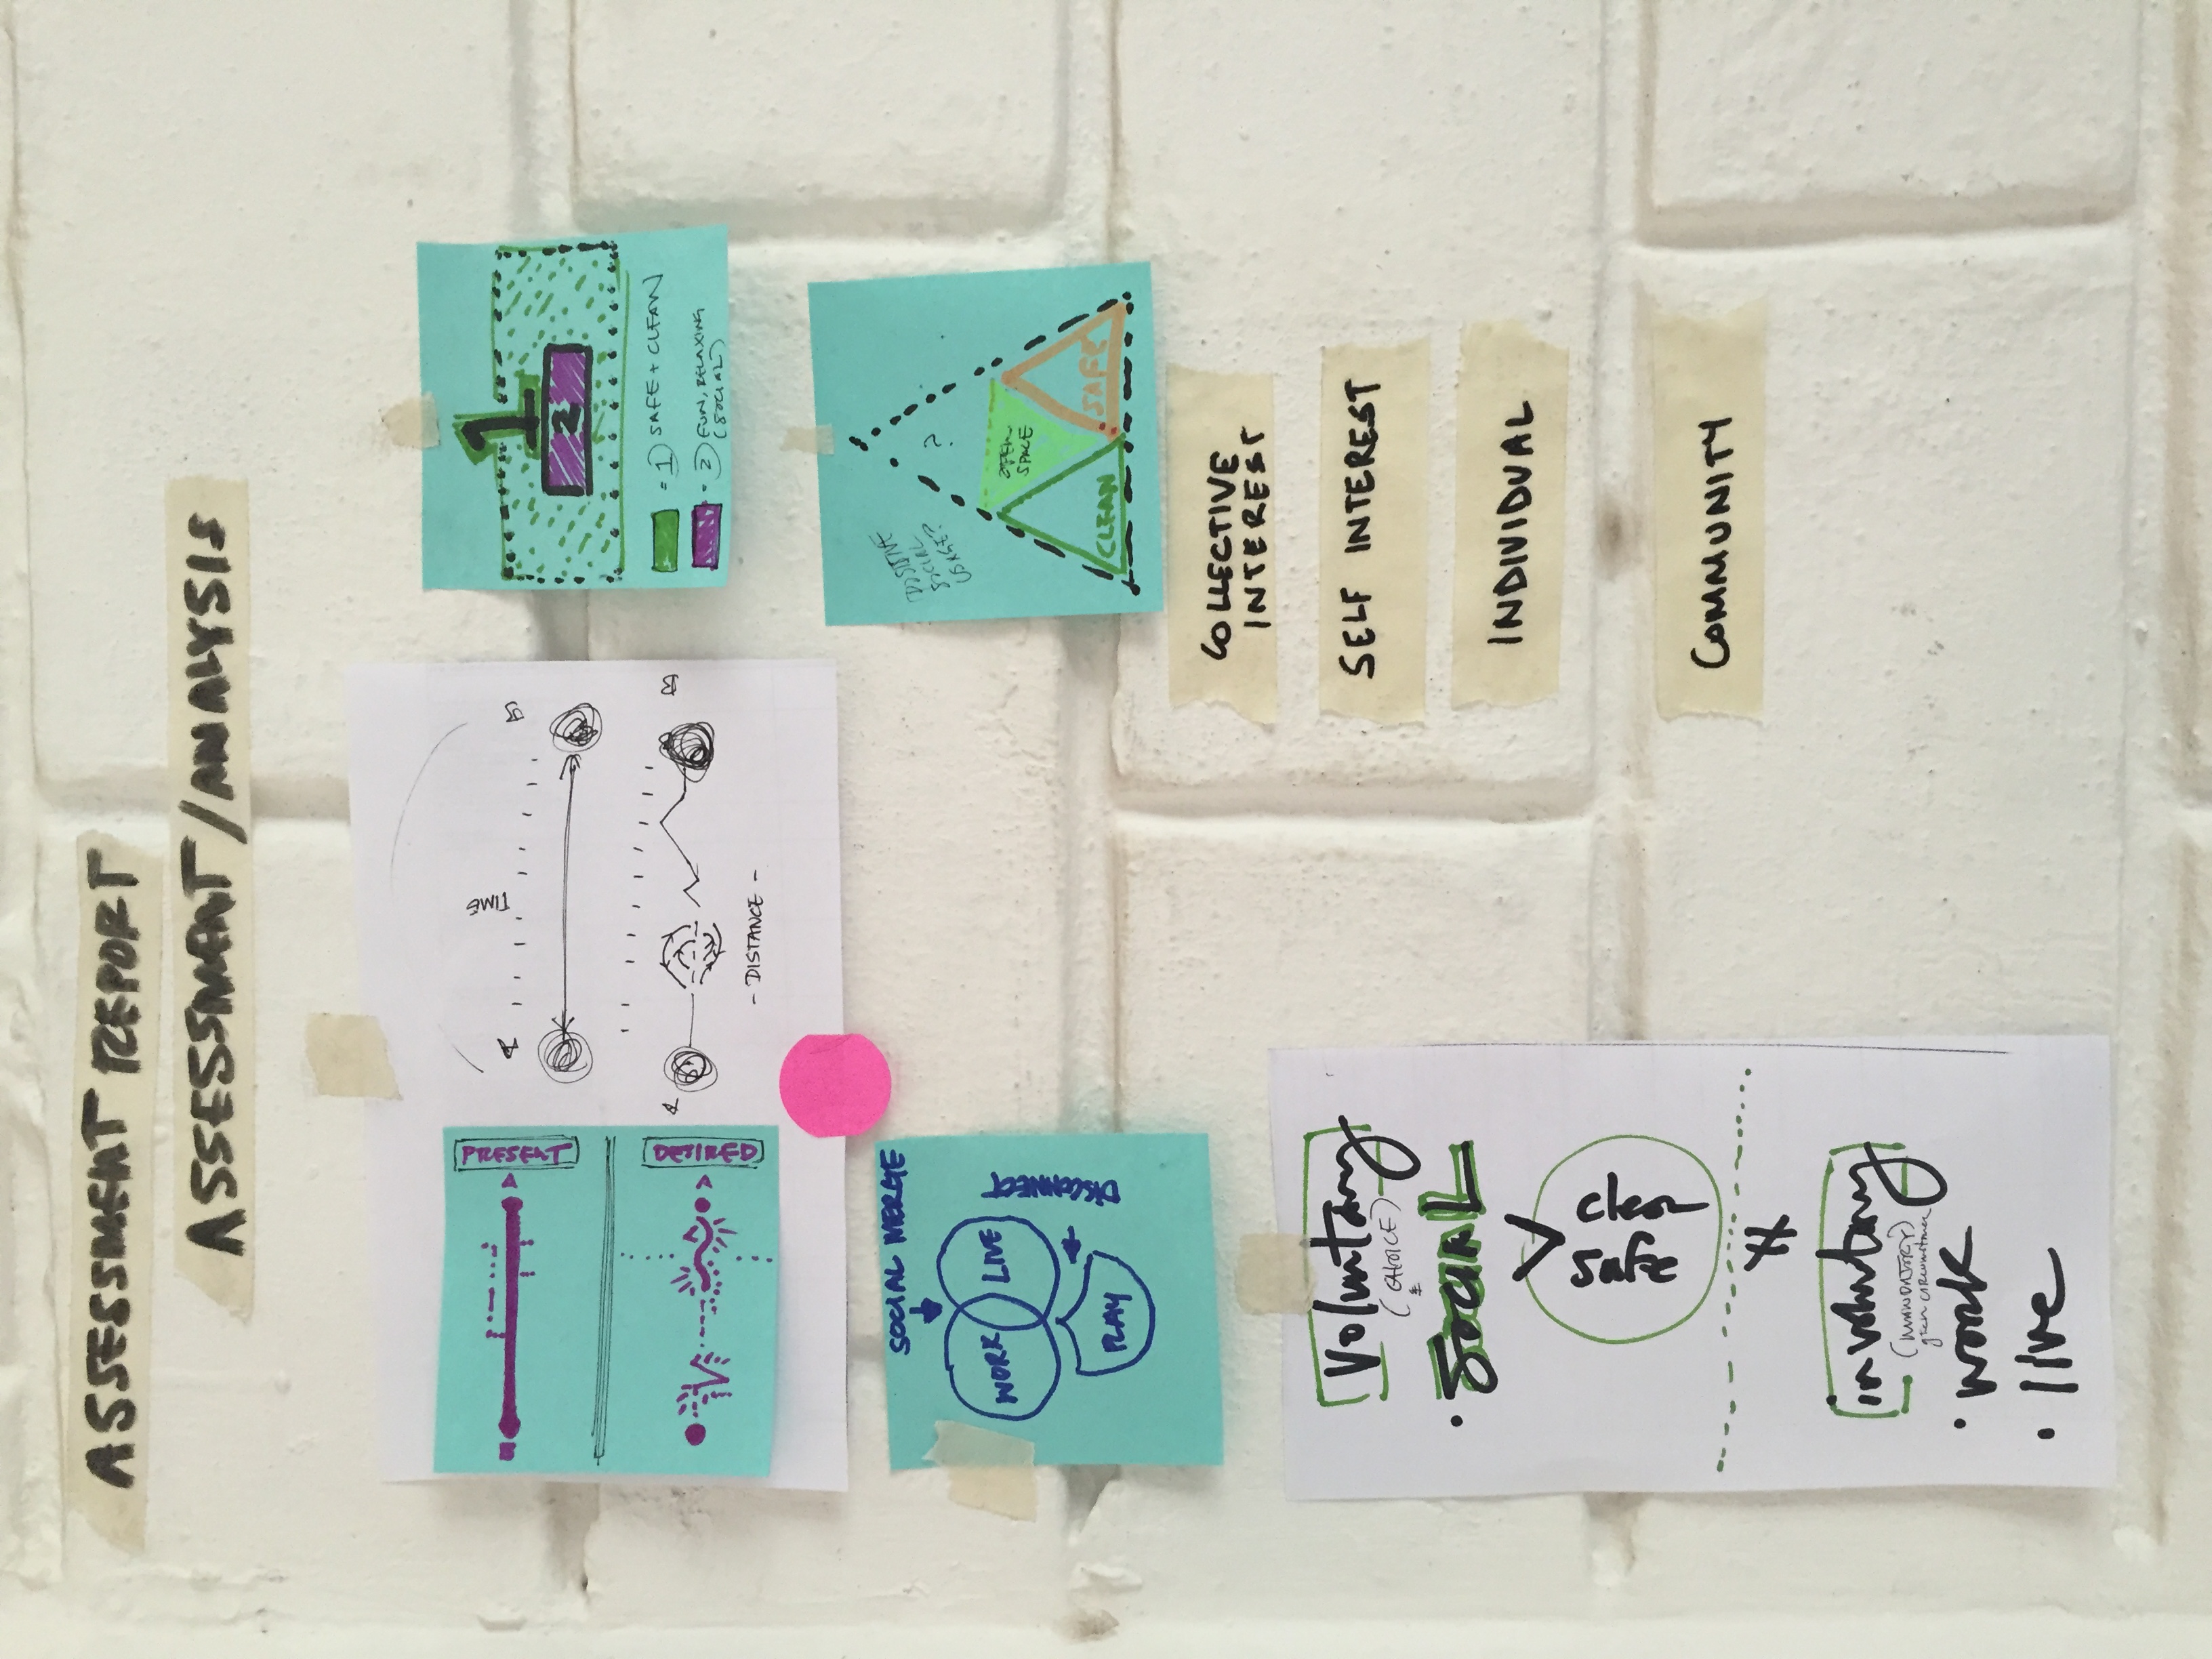 ASSESSMENT REPORT
ASSESSMENT/ANALYSIS
PRESENT
A
B
DETIRED
A
TIME
A
B
A
B
- DISTANCE -
1
2
= 1) SAFE + CLEAN
= 2) FUN, RELAXING
(SOCIAL)
SOCIAL MERGE
WORK
LIVE
PLAY
DISCONNECT
POSITIVE
SOCIAL
USAGE?
?
OPEN
SPACE
CLEAN
SAFE
COLLECTIVE
INTEREST
SELF INTEREST
INDIVIDUAL
COMMUNITY
Voluntary
(CHOICE)
• SOCIAL
>
clean
safe
≠
involuntary
(MANDATORY)
given circumstance
• work
• live